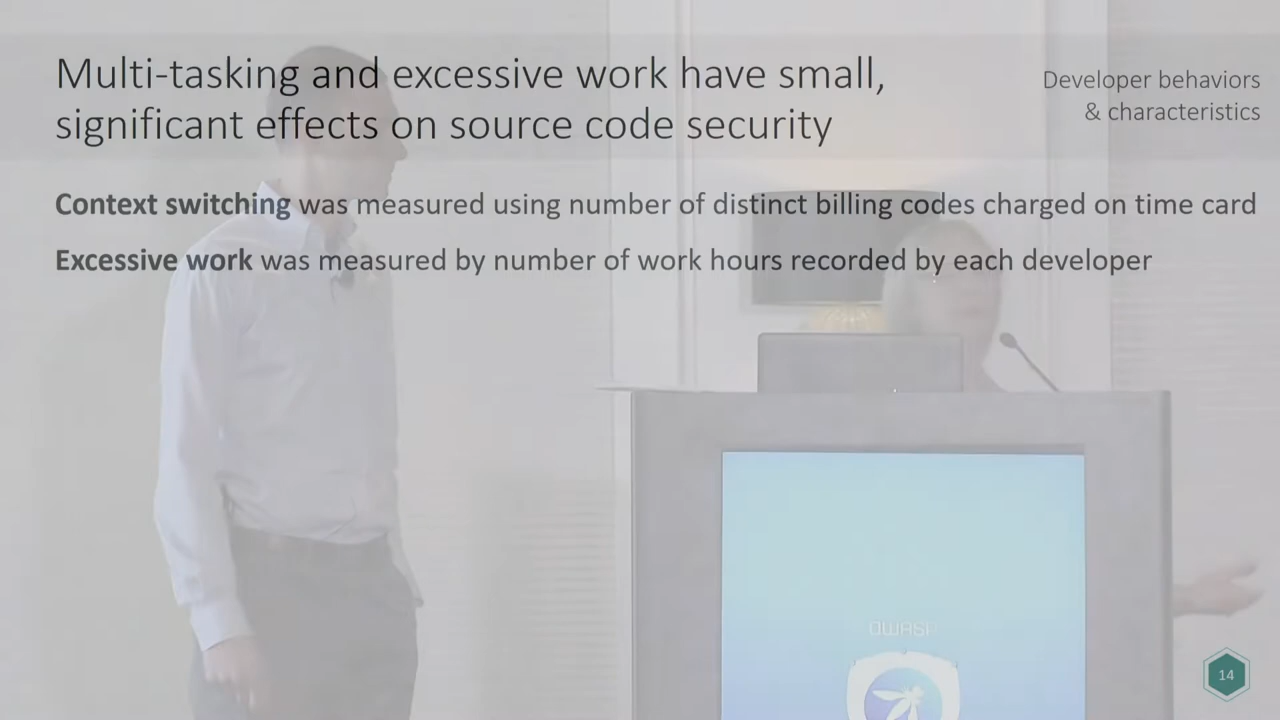 Multi-tasking and excessive work have small,
significant effects on source code security
Developer behaviors
& characteristics
Context switching was measured using number of distinct billing codes charged on time card
Excessive work was measured by number of work hours recorded by each developer
OWASP
14